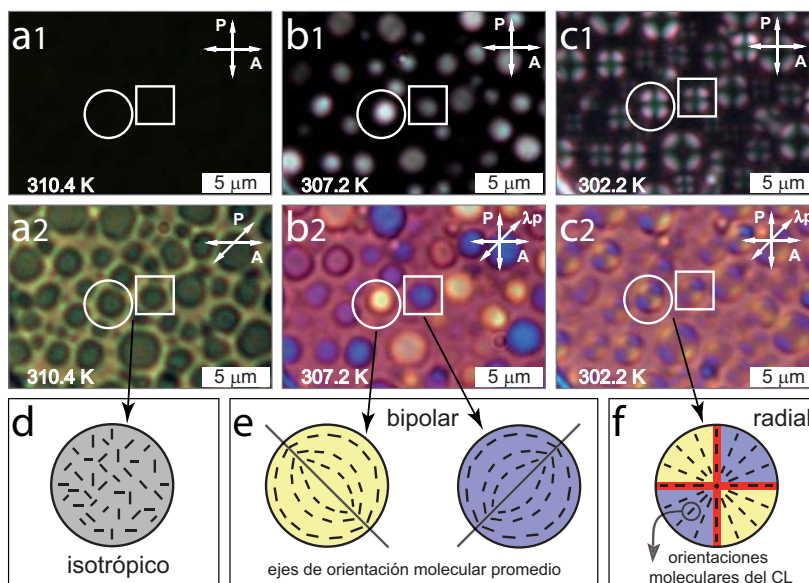 a1
P
A
310.4 K
5 μm
b1
P
A
307.2 K
5 μm
c1
P
A
302.2 K
5 μm
a2
P
A
310.4 K
5 μm
b2
P
λp
A
307.2 K
5 μm
c2
P
λp
A
302.2 K
5 μm
d
isotrópico
e
bipolar
ejes de orientación molecular promedio
f
radial
orientaciones
moleculares del CL